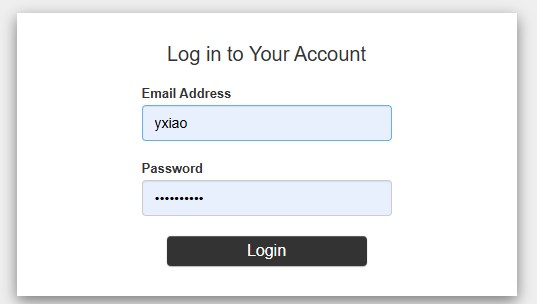 Log in to Your Account
Email Address
yxiao
Password
••••••••••
Login